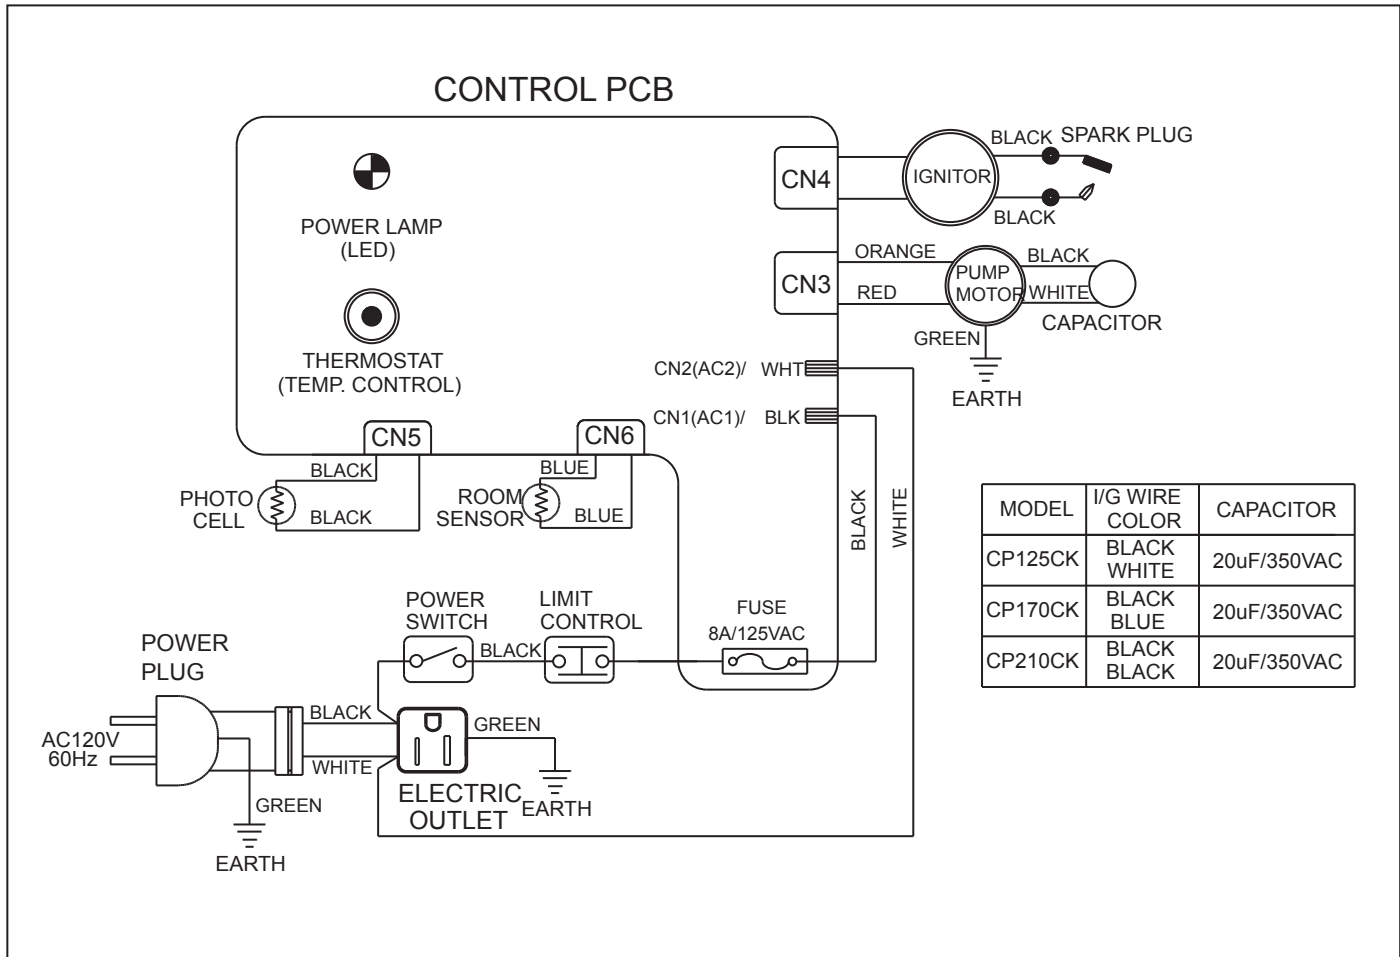 CONTROL PCB
POWER LAMP
(LED)
THERMOSTAT
(TEMP. CONTROL)
CN4
IGNITOR
BLACK
SPARK PLUG
BLACK
CN3
ORANGE
RED
PUMP
MOTOR
BLACK
WHITE
CAPACITOR
GREEN
EARTH
CN2(AC2)/ WHT
CN1(AC1)/ BLK
CN5
BLACK
PHOTO
CELL
BLACK
CN6
BLUE
ROOM
SENSOR
BLUE
BLACK
WHITE
MODEL
I/G WIRE
COLOR
CAPACITOR
CP125CK
BLACK
WHITE
20uF/350VAC
CP170CK
BLACK
BLUE
20uF/350VAC
CP210CK
BLACK
BLACK
20uF/350VAC
POWER
SWITCH
BLACK
LIMIT
CONTROL
FUSE
8A/125VAC
POWER
PLUG
AC120V
60Hz
BLACK
WHITE
GREEN
EARTH
GREEN
EARTH
ELECTRIC
OUTLET